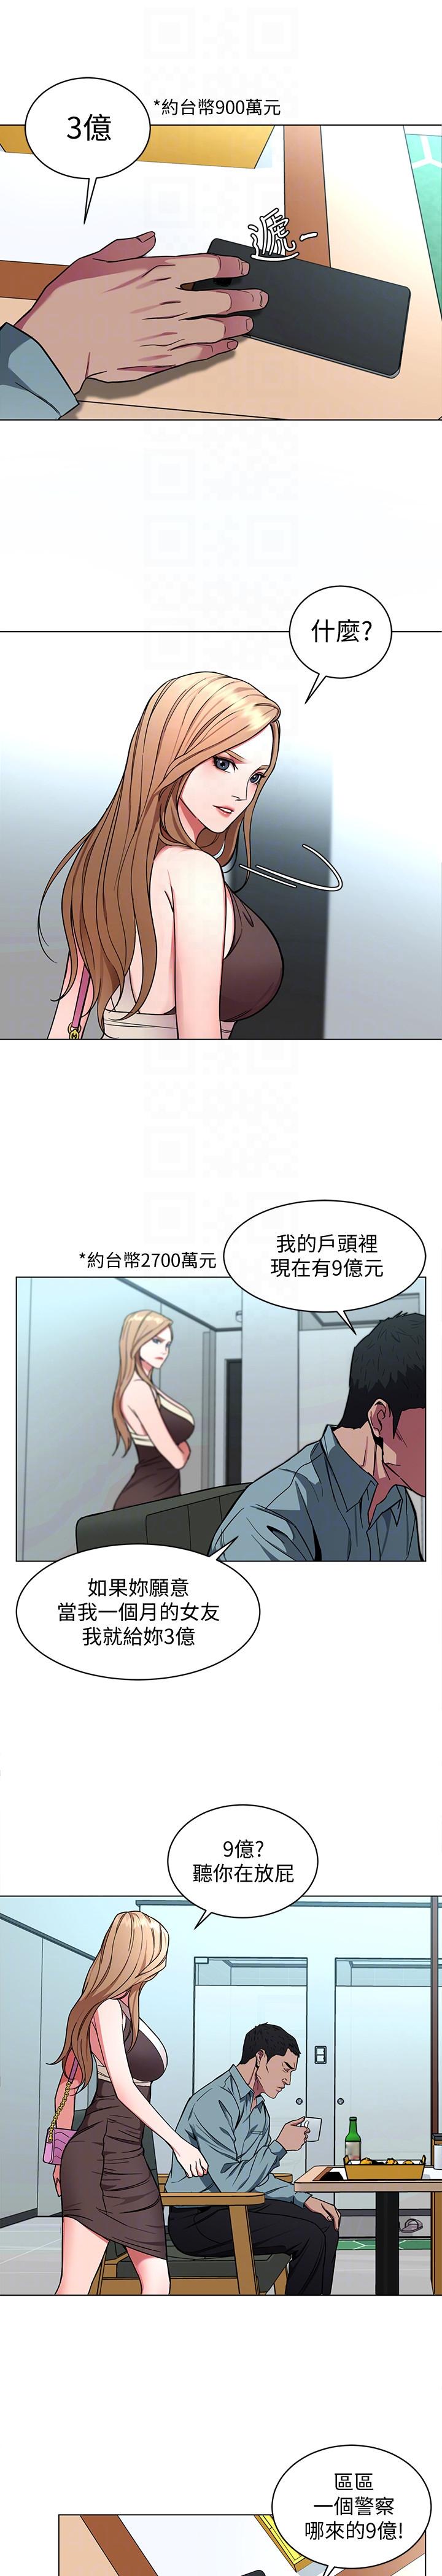 3億
*約台幣900萬元
遞
什麼?
我的戶頭裡
現在有9億元
*約台幣2700萬元
如果妳願意
當我一個月的女友
我就給妳3億
9億?
聽你在放屁
區區
一個警察
哪來的9億!